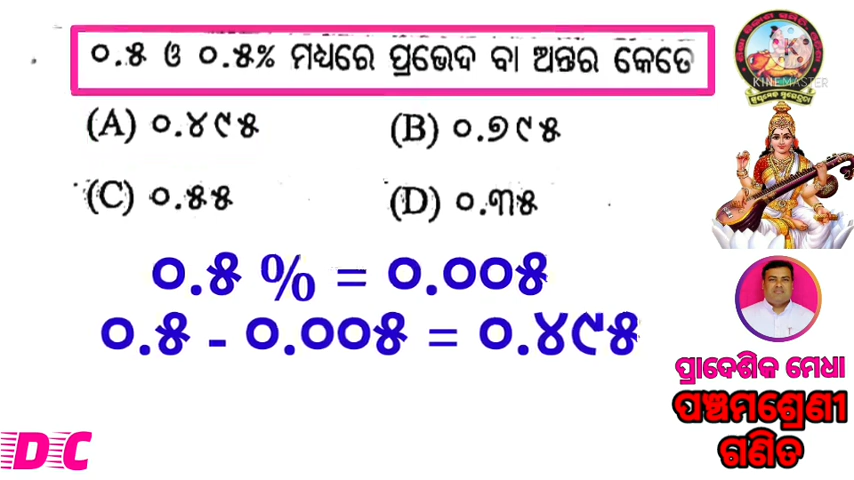 ୦.୫ ଓ ୦.୫% ମଧ୍ୟରେ ପ୍ରଭେଦ ବା ଅନ୍ତର କେତେ
(A) ୦.୪୯୫
(B) ୦.୭୯୫
(C) ୦.୫୫
(D) ୦.୩୫
୦.୫ % = ୦.୦୦୫
୦.୫ - ୦.୦୦୫ = ୦.୪୯୫
KINEMASTER
ପ୍ରାଦେଶିକ ମେଧା
ପଞ୍ଚମଶ୍ରେଣୀ
ଗଣିତ
DC